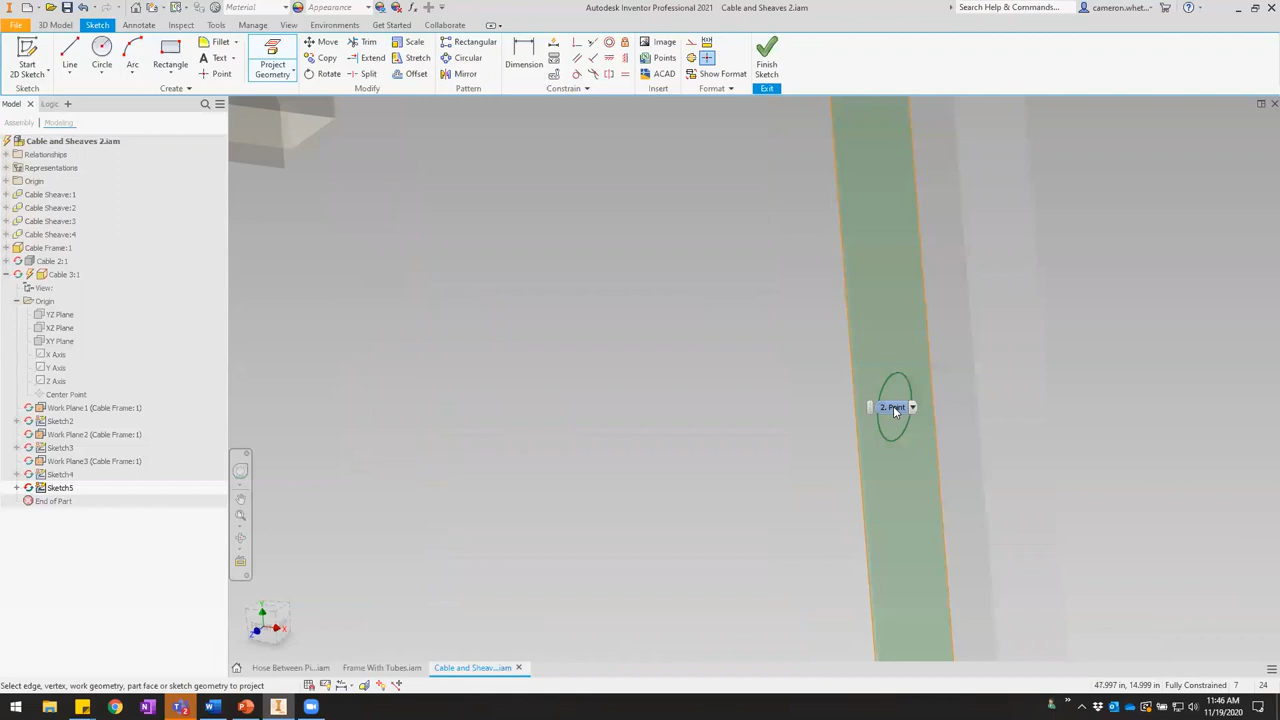 Material
Appearance
Autodesk Inventor Professional 2021 Cable and Sheaves 2.iam
Search Help & Commands...
cameron.whet...
File 3D Model Sketch Annotate Inspect Tools Manage View Environments Get Started Collaborate
Start
2D Sketch
Line
Circle
Arc
Rectangle
Fillet
Text
Point
Project
Geometry
Move
Copy
Rotate
Trim
Extend
Split
Scale
Stretch
Offset
Rectangular
Circular
Mirror
Dimension
Image
Points
ACAD
Show Format
Finish
Sketch
Sketch Create Modify Pattern Constrain Insert Format Exit
Model Logic
Assembly Modeling
Cable and Sheaves 2.iam
Relationships
Representations
Origin
Cable Sheave:1
Cable Sheave:2
Cable Sheave:3
Cable Sheave:4
Cable Frame:1
Cable 2:1
Cable 3:1
View:
Origin
YZ Plane
XZ Plane
XY Plane
X Axis
Y Axis
Z Axis
Center Point
Work Plane1 (Cable Frame:1)
Sketch2
Work Plane2 (Cable Frame:1)
Sketch3
Work Plane3 (Cable Frame:1)
Sketch4
Sketch5
End of Part
2. Point
Y
X
Z
Hose Between Pi....iam Frame With Tubes.iam Cable and Sheav...iam
Select edge, vertex, work geometry, part face or sketch geometry to project
47.997 in, 14.999 in Fully Constrained 7 24
11:46 AM
11/19/2020